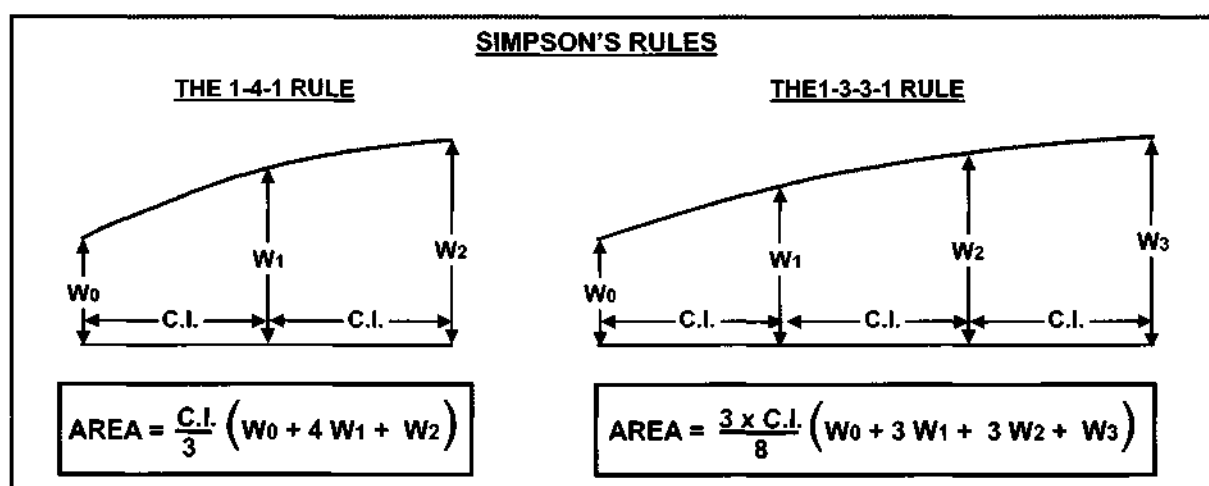 SIMPSON'S RULES
THE 1-4-1 RULE
W0
W1
W2
C.I.
C.I.
AREA = C.I./3 (W0 + 4 W1 + W2)
THE1-3-3-1 RULE
W0
W1
W2
W3
C.I.
C.I.
C.I.
AREA = 3 x C.I./8 (W0 + 3 W1 + 3 W2 + W3)